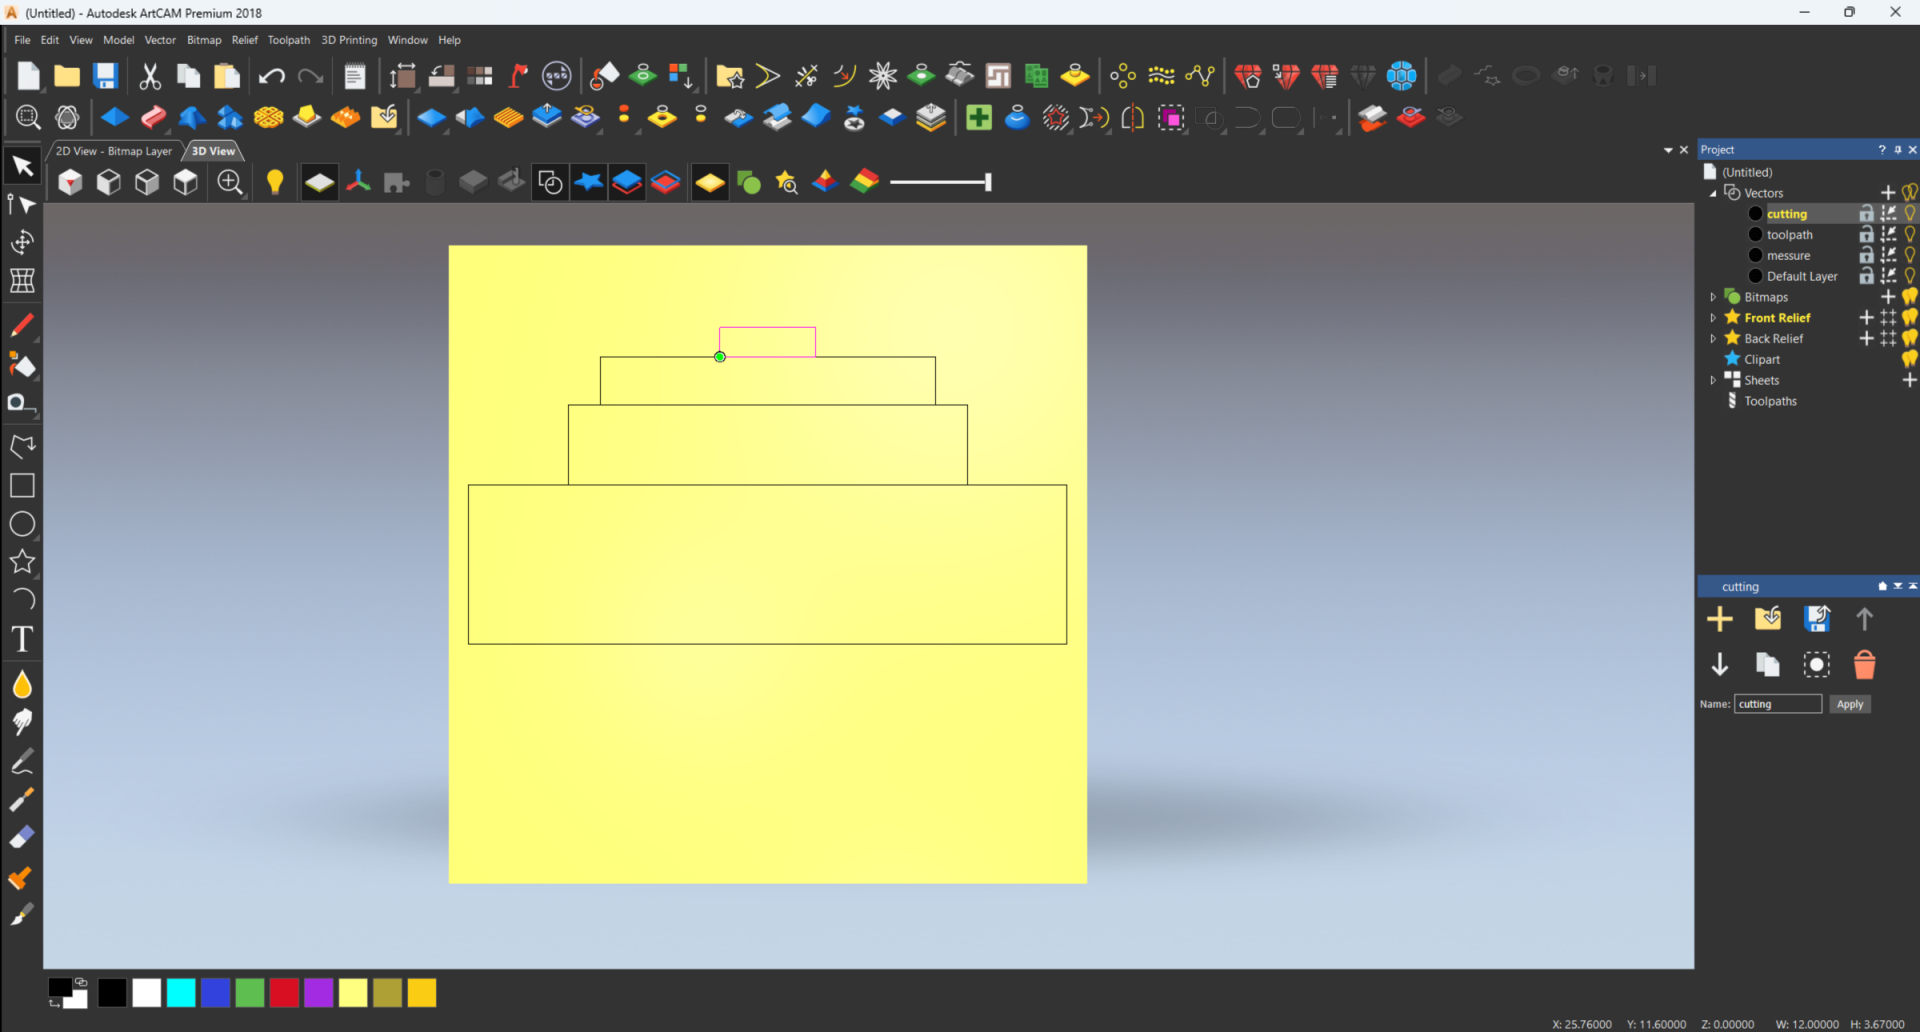 (Untitled) - Autodesk ArtCAM Premium 2018
File Edit View Model Vector Bitmap Relief Toolpath 3D Printing Window Help
2D View - Bitmap Layer 3D View
Project
(Untitled)
Vectors
cutting
toolpath
messure
Default Layer
Bitmaps
Front Relief
Back Relief
Clipart
Sheets
Toolpaths
cutting
Name: cutting Apply
T
X: 25.76000 Y: 11.60000 Z: 0.00000 W: 12.00000 H: 3.67000